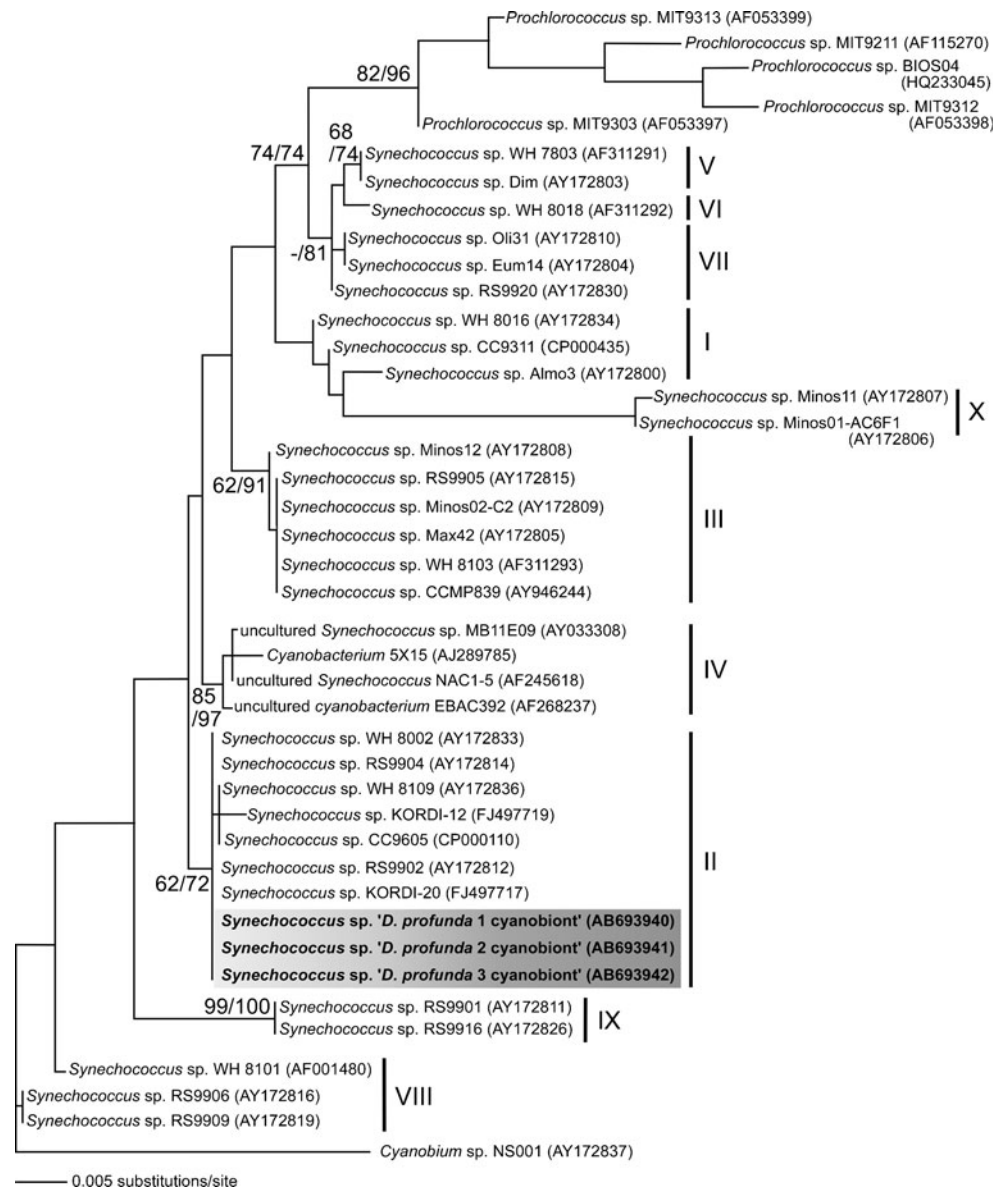 Prochlorococcus sp. MIT9313 (AF053399)
Prochlorococcus sp. MIT9211 (AF115270)
Prochlorococcus sp. BIOS04
(HQ233045)
82/96
Prochlorococcus sp. MIT9312
(AF053398)
Prochlorococcus sp. MIT9303 (AF053397)
68
/74
74/74
Synechococcus sp. WH 7803 (AF311291)
V
Synechococcus sp. Dim (AY172803)
Synechococcus sp. WH 8018 (AF311292)
VI
-/81
Synechococcus sp. Oli31 (AY172810)
Synechococcus sp. Eum14 (AY172804)
VII
Synechococcus sp. RS9920 (AY172830)
Synechococcus sp. WH 8016 (AY172834)
Synechococcus sp. CC9311 (CP000435)
I
Synechococcus sp. Almo3 (AY172800)
Synechococcus sp. Minos11 (AY172807)
X
Synechococcus sp. Minos01-AC6F1
(AY172806)
Synechococcus sp. Minos12 (AY172808)
62/91
Synechococcus sp. RS9905 (AY172815)
Synechococcus sp. Minos02-C2 (AY172809)
III
Synechococcus sp. Max42 (AY172805)
Synechococcus sp. WH 8103 (AF311293)
Synechococcus sp. CCMP839 (AY946244)
uncultured Synechococcus sp. MB11E09 (AY033308)
Cyanobacterium 5X15 (AJ289785)
IV
uncultured Synechococcus NAC1-5 (AF245618)
85
/97
uncultured cyanobacterium EBAC392 (AF268237)
Synechococcus sp. WH 8002 (AY172833)
Synechococcus sp. RS9904 (AY172814)
Synechococcus sp. WH 8109 (AY172836)
Synechococcus sp. KORDI-12 (FJ497719)
Synechococcus sp. CC9605 (CP000110)
II
62/72
Synechococcus sp. RS9902 (AY172812)
Synechococcus sp. KORDI-20 (FJ497717)
Synechococcus sp. 'D. profunda 1 cyanobiont' (AB693940)
Synechococcus sp. 'D. profunda 2 cyanobiont' (AB693941)
Synechococcus sp. 'D. profunda 3 cyanobiont' (AB693942)
99/100
Synechococcus sp. RS9901 (AY172811)
IX
Synechococcus sp. RS9916 (AY172826)
Synechococcus sp. WH 8101 (AF001480)
Synechococcus sp. RS9906 (AY172816)
VIII
Synechococcus sp. RS9909 (AY172819)
Cyanobium sp. NS001 (AY172837)
0.005 substitutions/site